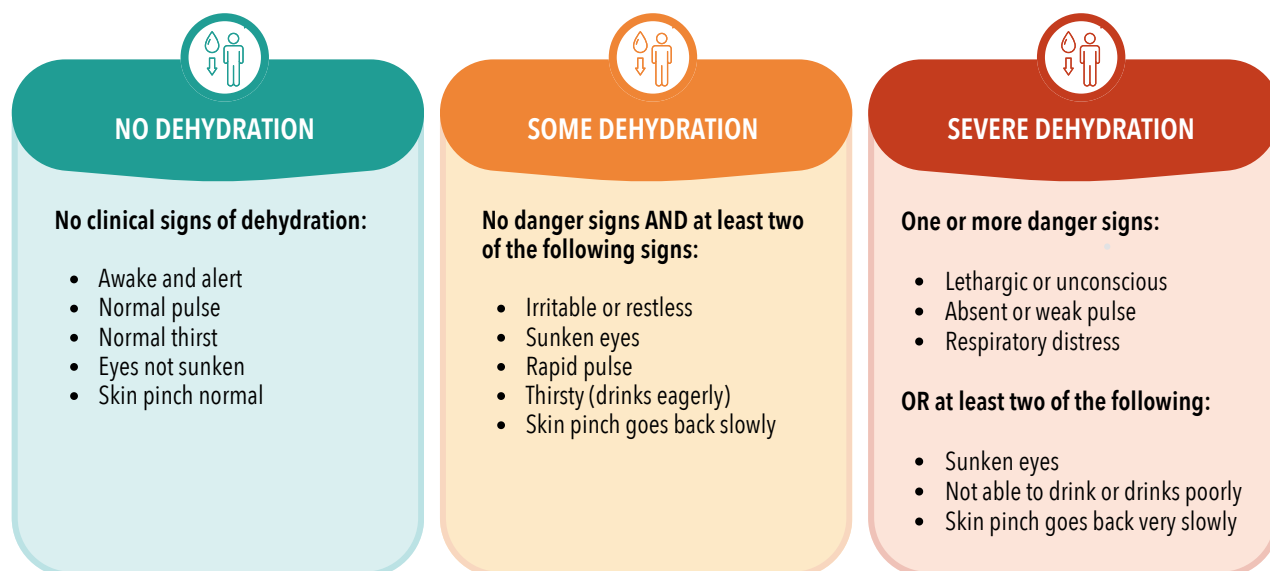 NO DEHYDRATION
No clinical signs of dehydration:
• Awake and alert
• Normal pulse
• Normal thirst
• Eyes not sunken
• Skin pinch normal
SOME DEHYDRATION
No danger signs AND at least two
of the following signs:
• Irritable or restless
• Sunken eyes
• Rapid pulse
• Thirsty (drinks eagerly)
• Skin pinch goes back slowly
SEVERE DEHYDRATION
One or more danger signs:
• Lethargic or unconscious
• Absent or weak pulse
• Respiratory distress
OR at least two of the following:
• Sunken eyes
• Not able to drink or drinks poorly
• Skin pinch goes back very slowly